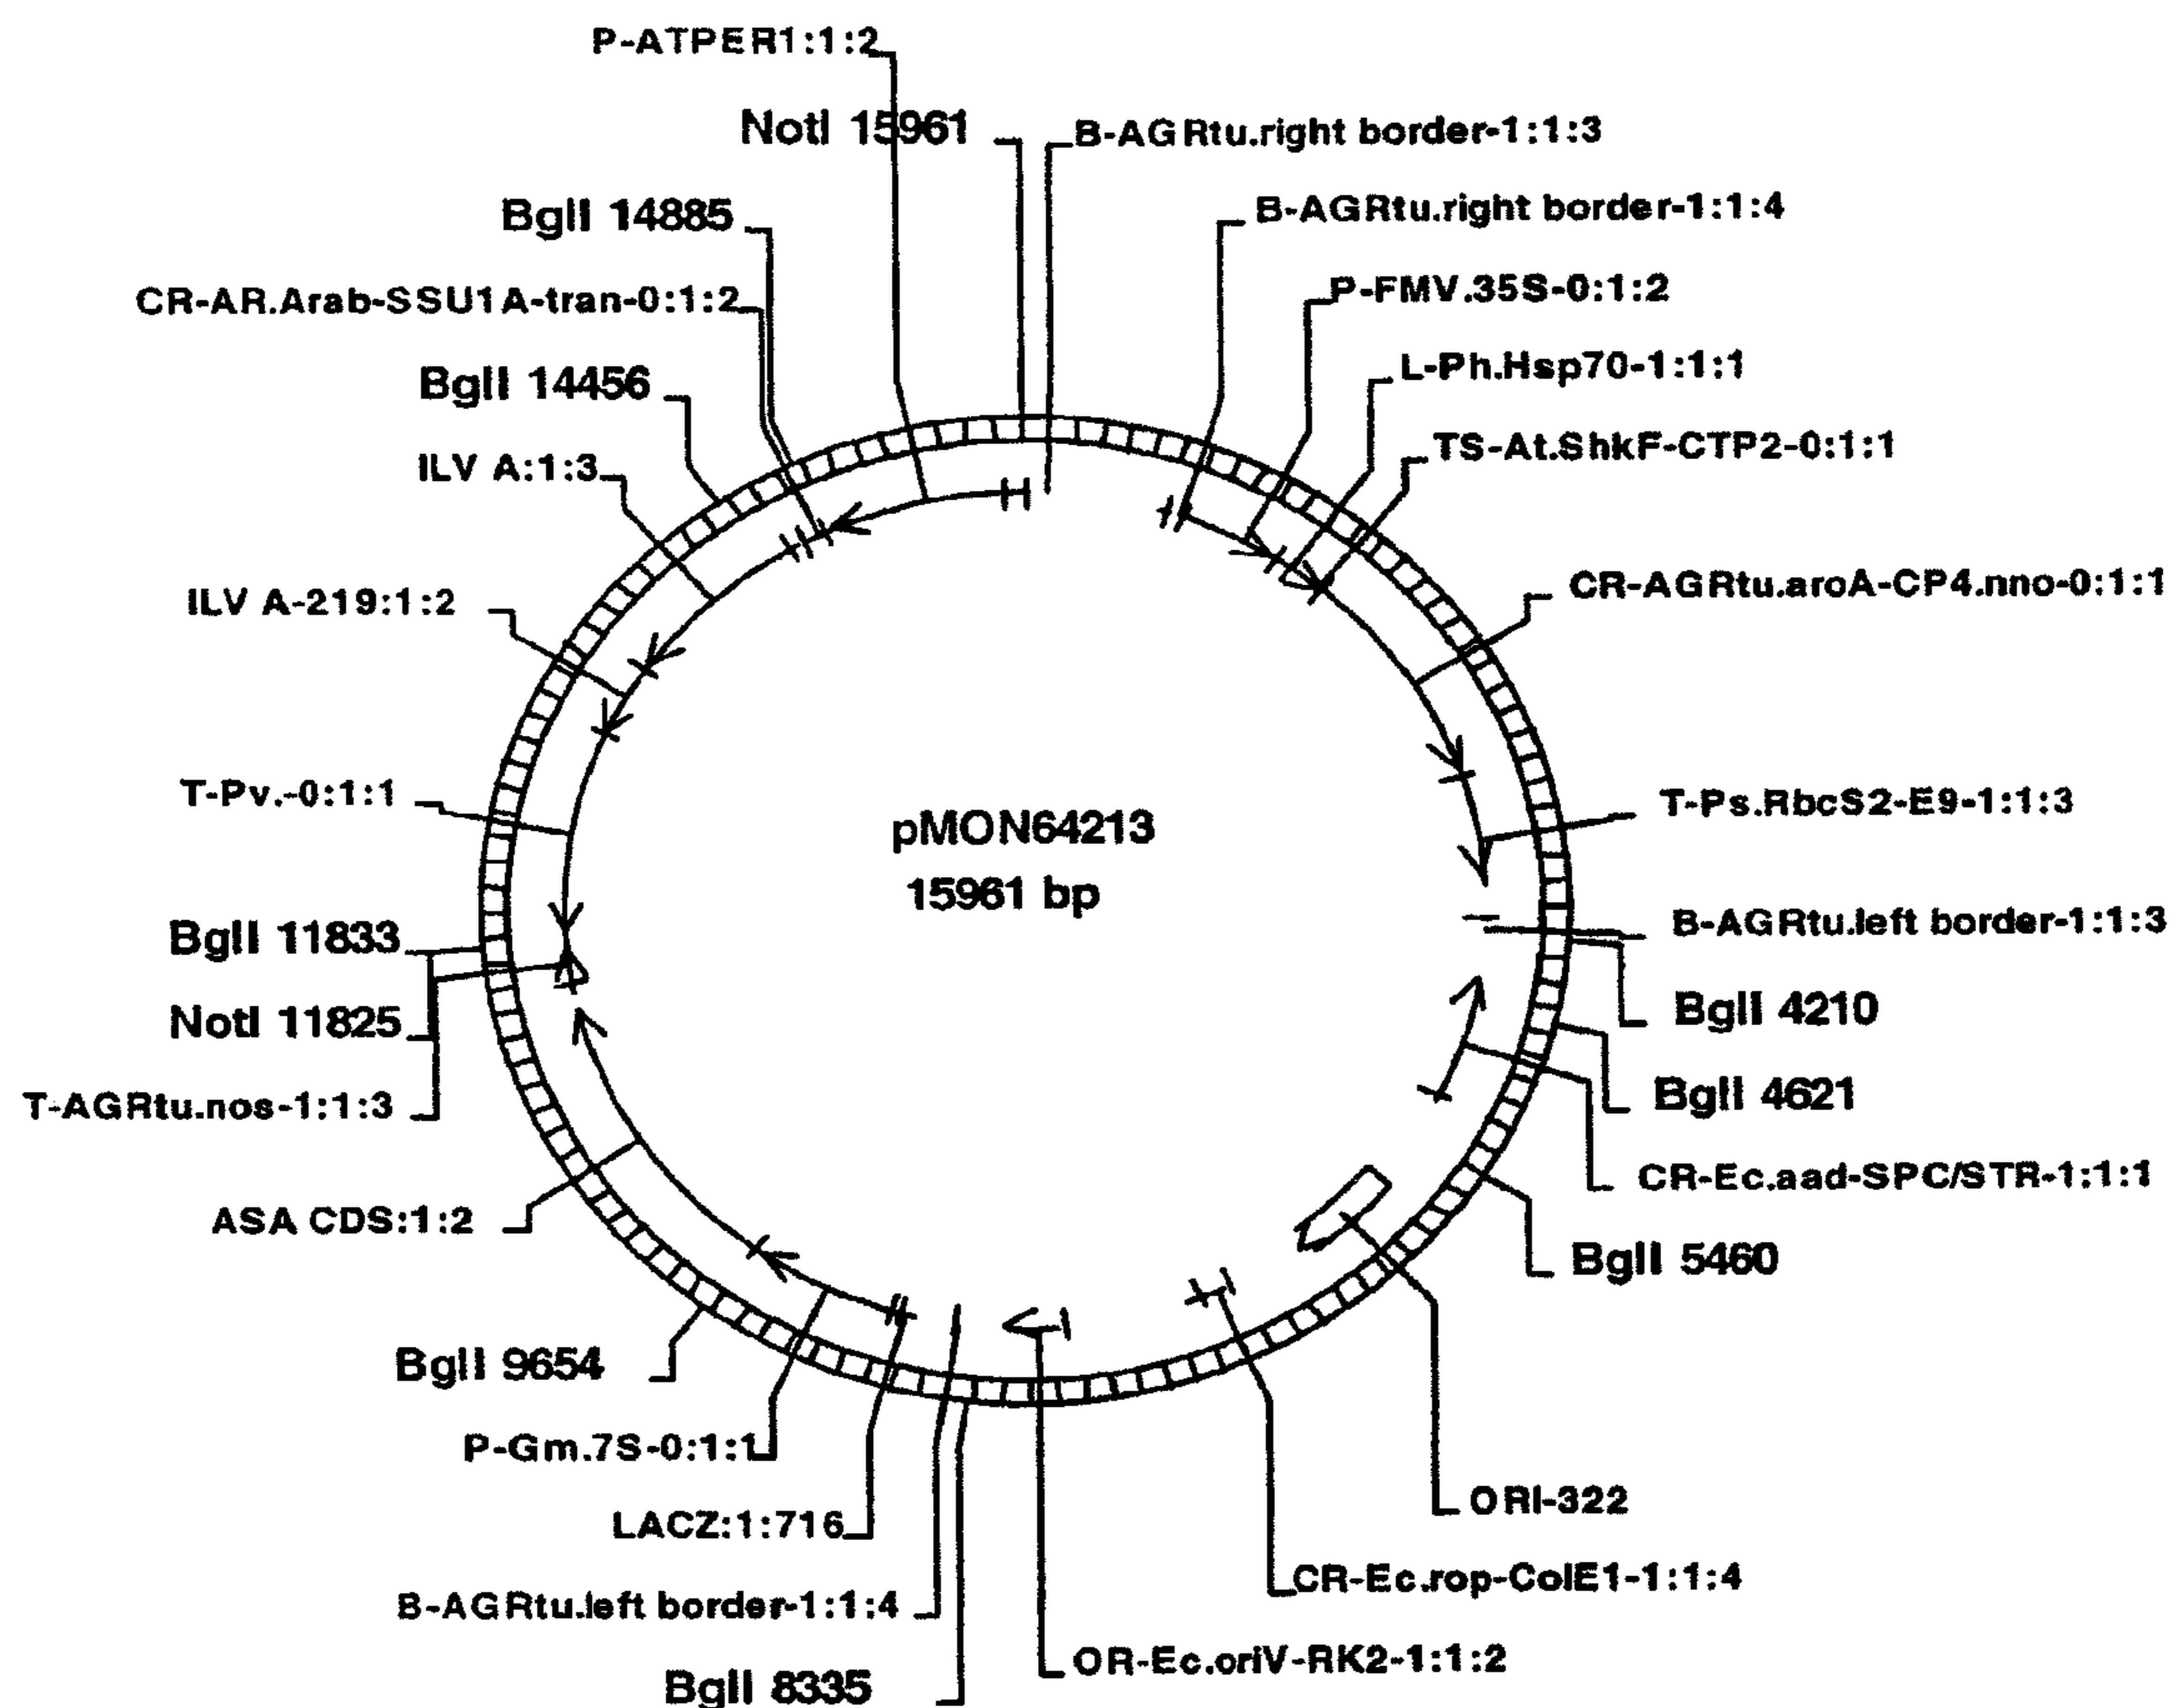 P-ATPER1:1:2
NotI 15961
B-AGRtu.right border-1:1:3
BglI 14885
B-AGRtu.right border-1:1:4
CR-AR.Arab-SSU1A-tran-0:1:2
P-FMV.35S-0:1:2
BglI 14456
L-Ph.Hsp70-1:1:1
ILV A:1:3
TS-At.ShkF-CTP2-0:1:1
ILV A-219:1:2
CR-AGRtu.aroA-CP4.nno-0:1:1
T-Pv.-0:1:1
T-Ps.RbcS2-E9-1:1:3
pMON64213
15961 bp
B-AGRtu.left border-1:1:3
BglI 11833
BglI 4210
NotI 11825
BglI 4621
T-AGRtu.nos-1:1:3
CR-Ec.aad-SPC/STR-1:1:1
ASA CDS:1:2
BglI 5460
BglI 9654
P-Gm.7S-0:1:1
ORI-322
LACZ:1:716
CR-Ec.rop-ColE1-1:1:4
B-AGRtu.left border-1:1:4
OR-Ec.oriV-RK2-1:1:2
BglI 8335